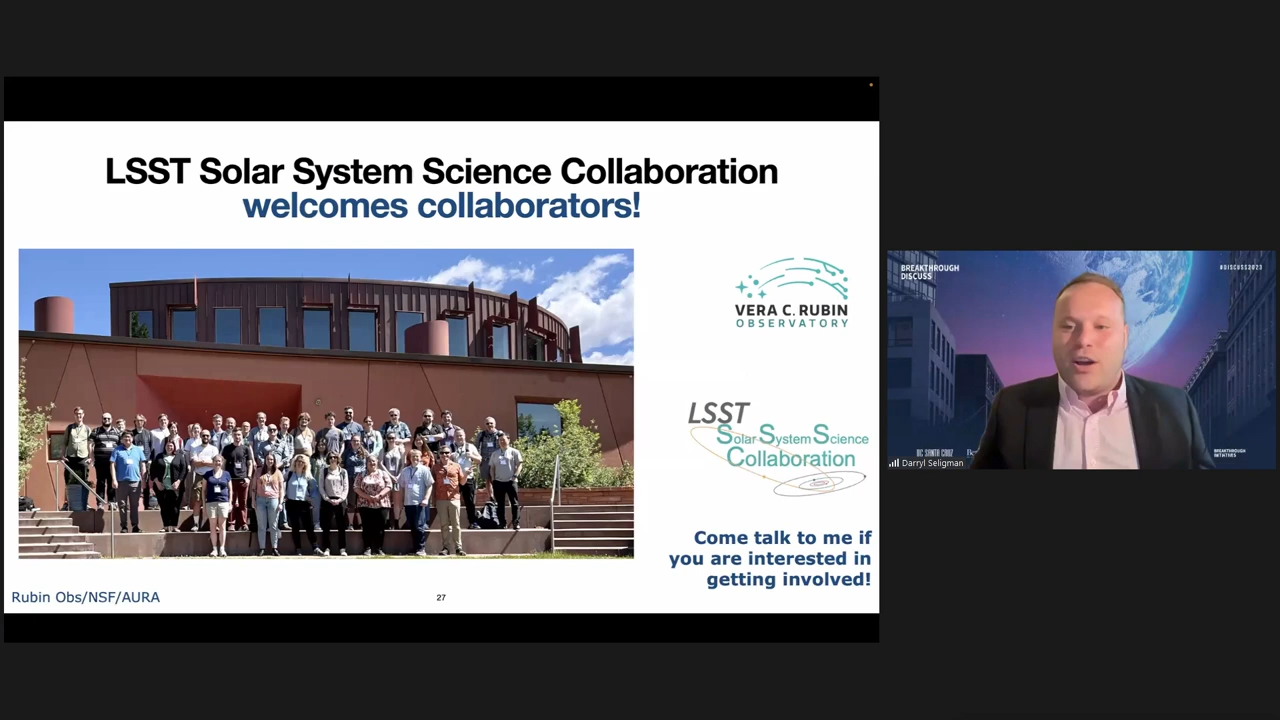 LSST Solar System Science Collaboration
welcomes collaborators!
VERA C. RUBIN
OBSERVATORY
LSST
Solar System Science
Collaboration
Come talk to me if
you are interested in
getting involved!
Rubin Obs/NSF/AURA
27
BREAKTHROUGH
DISCUSS
#DISCUSS2023
UC SANTA CRUZ
BREAKTHROUGH
INITIATIVES
Darryl Seligman